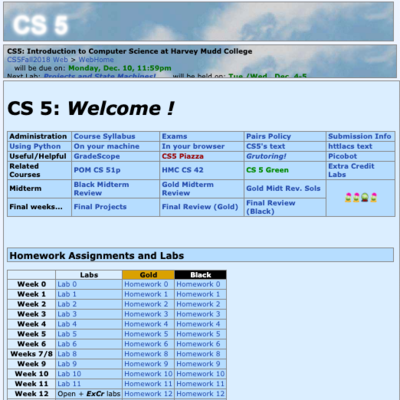 CS 5
CS5: Introduction to Computer Science at Harvey Mudd College
CS5Fall2018 Web > WebHome
will be due on: Monday, Dec. 10, 11:59pm
Next Lab: Projects and State Machines! will be held on: Tue./Wed., Dec. 4-5
CS 5: Welcome !
Administration Course Syllabus Exams Pairs Policy Submission Info
Using Python On your machine In your browser CS5's text httlacs text
Useful/Helpful GradeScope CS5 Piazza Grutoring! Picobot
Related Courses POM CS 51p HMC CS 42 CS 5 Green Extra Credit Labs
Midterm Black Midterm Review Gold Midterm Review Gold Midt Rev. Sols
Final weeks... Final Projects Final Review (Gold) Final Review (Black)
Homework Assignments and Labs
Labs Gold Black
Week 0 Lab 0 Homework 0 Homework 0
Week 1 Lab 1 Homework 1 Homework 1
Week 2 Lab 2 Homework 2 Homework 2
Week 3 Lab 3 Homework 3 Homework 3
Week 4 Lab 4 Homework 4 Homework 4
Week 5 Lab 5 Homework 5 Homework 5
Week 6 Lab 6 Homework 6 Homework 6
Weeks 7/8 Lab 8 Homework 8 Homework 8
Week 9 Lab 9 Homework 9 Homework 9
Week 10 Lab 10 Homework 10 Homework 10
Week 11 Lab 11 Homework 11 Homework 11
Week 12 Open + ExCr labs Homework 12 Homework 12